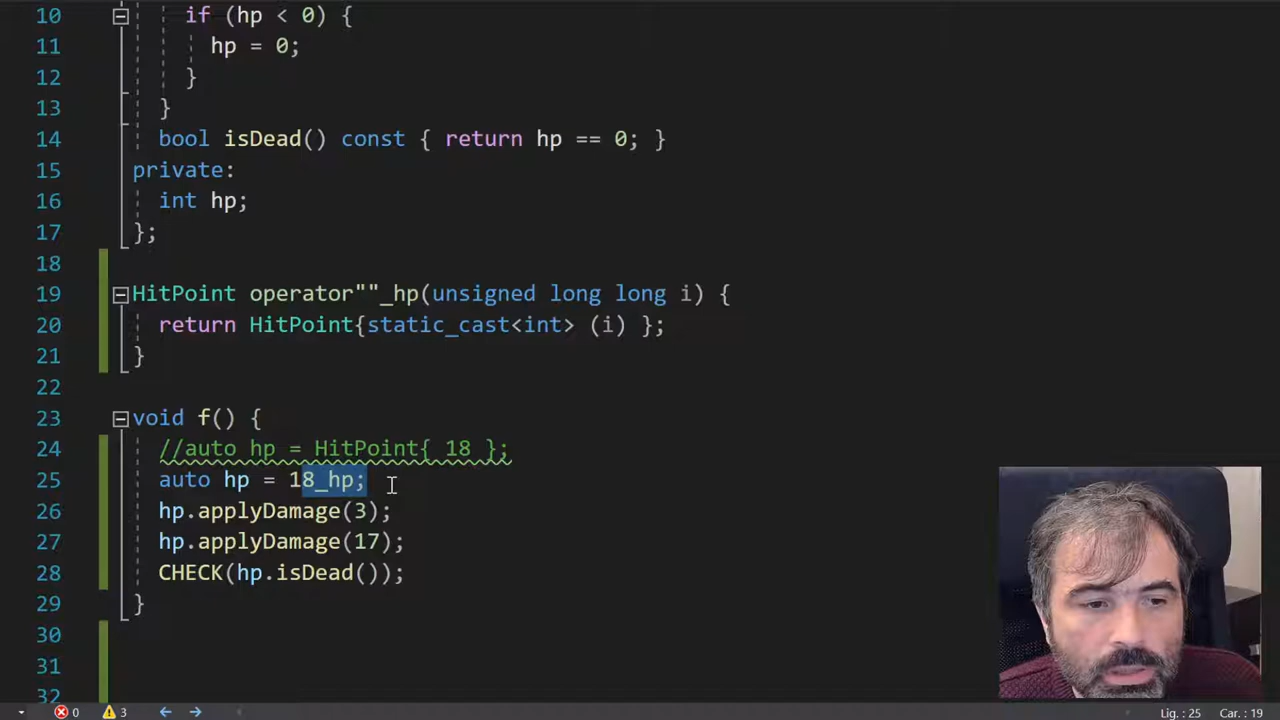 10 if (hp < 0) {
11 hp = 0;
12 }
13 }
14 bool isDead() const { return hp == 0; }
15 private:
16 int hp;
17 };
18
19 HitPoint operator""_hp(unsigned long long i) {
20 return HitPoint{static_cast<int> (i) };
21 }
22
23 void f() {
24 //auto hp = HitPoint{ 18 };
25 auto hp = 18_hp;
26 hp.applyDamage(3);
27 hp.applyDamage(17);
28 CHECK(hp.isDead());
29 }
30
31
32
0 3 Lig. : 25 Car. : 19